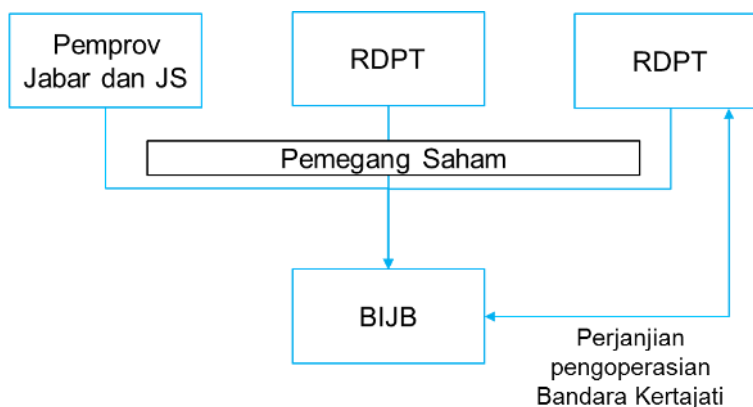 Pemprov
Jabar dan JS
RDPT
RDPT
Pemegang Saham
BIJB
Perjanjian
pengoperasian
Bandara Kertajati